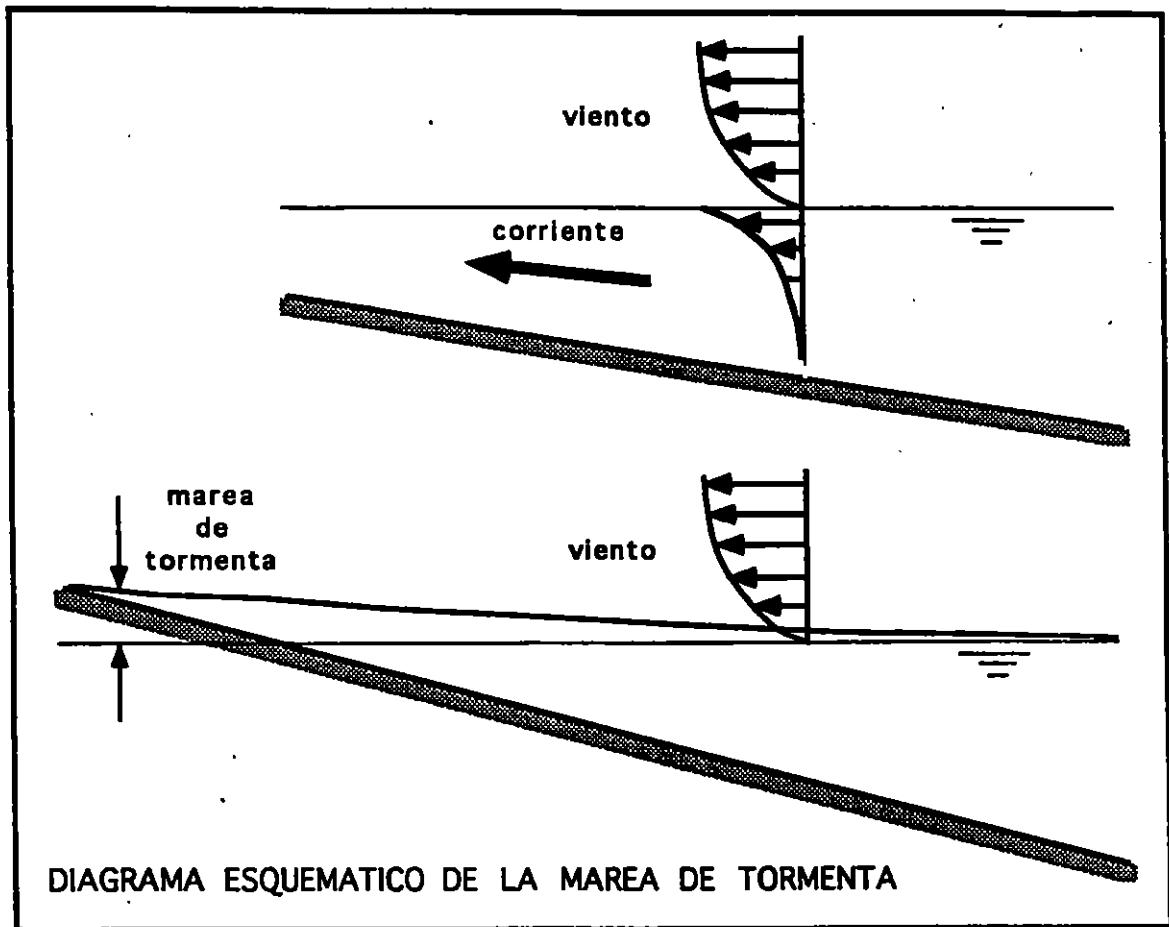 viento
corriente
marea
de
tormenta
viento
DIAGRAMA ESQUEMATICO DE LA MAREA DE TORMENTA